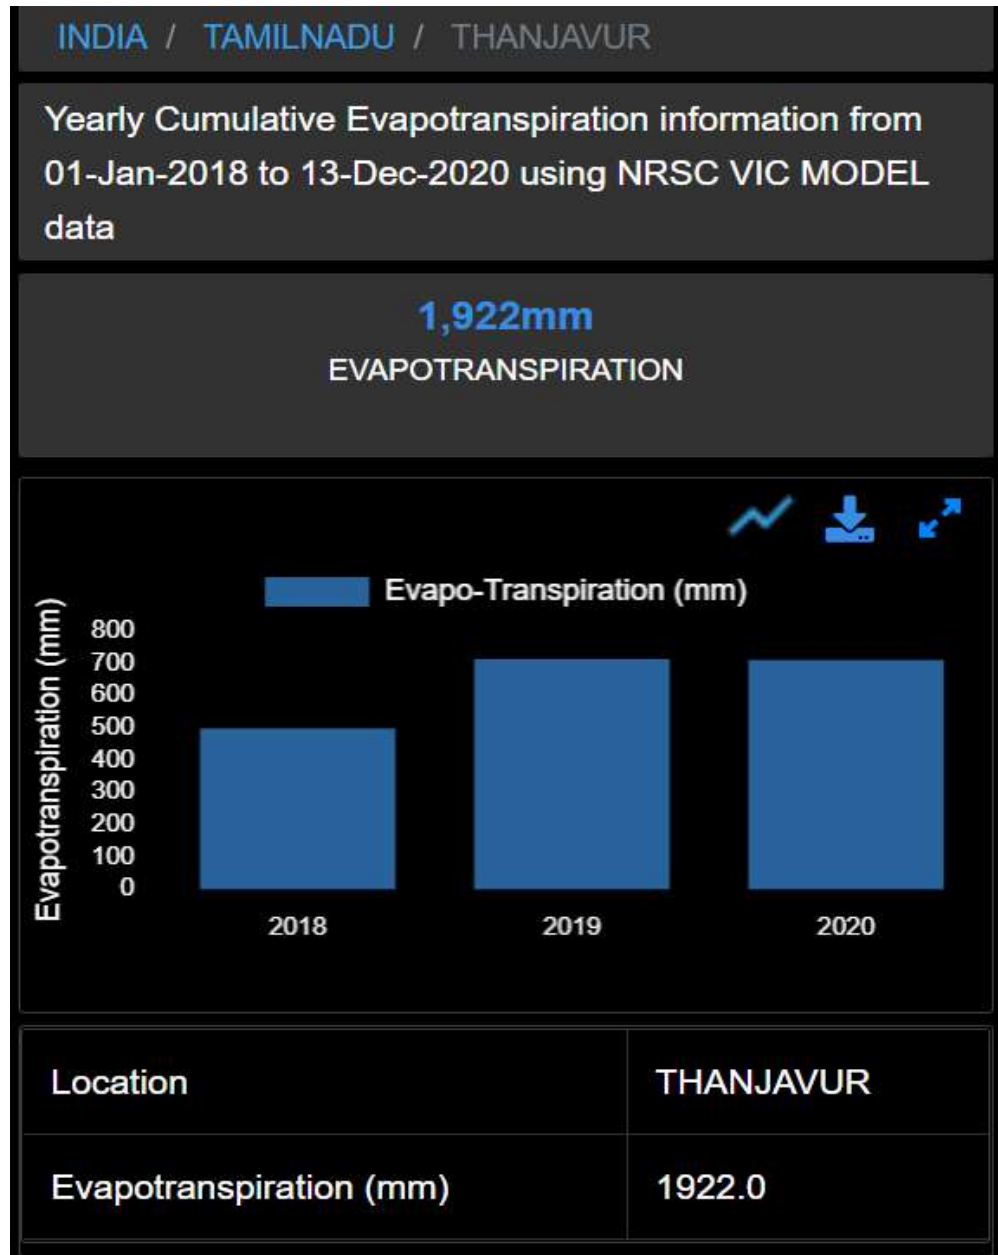 INDIA / TAMILNADU / THANJAVUR
Yearly Cumulative Evapotranspiration information from
01-Jan-2018 to 13-Dec-2020 using NRSC VIC MODEL
data
1,922mm
EVAPOTRANSPIRATION
Evapo-Transpiration (mm)
Evapotranspiration (mm)
800
700
600
500
400
300
200
100
0
2018 2019 2020
Location THANJAVUR
Evapotranspiration (mm) 1922.0